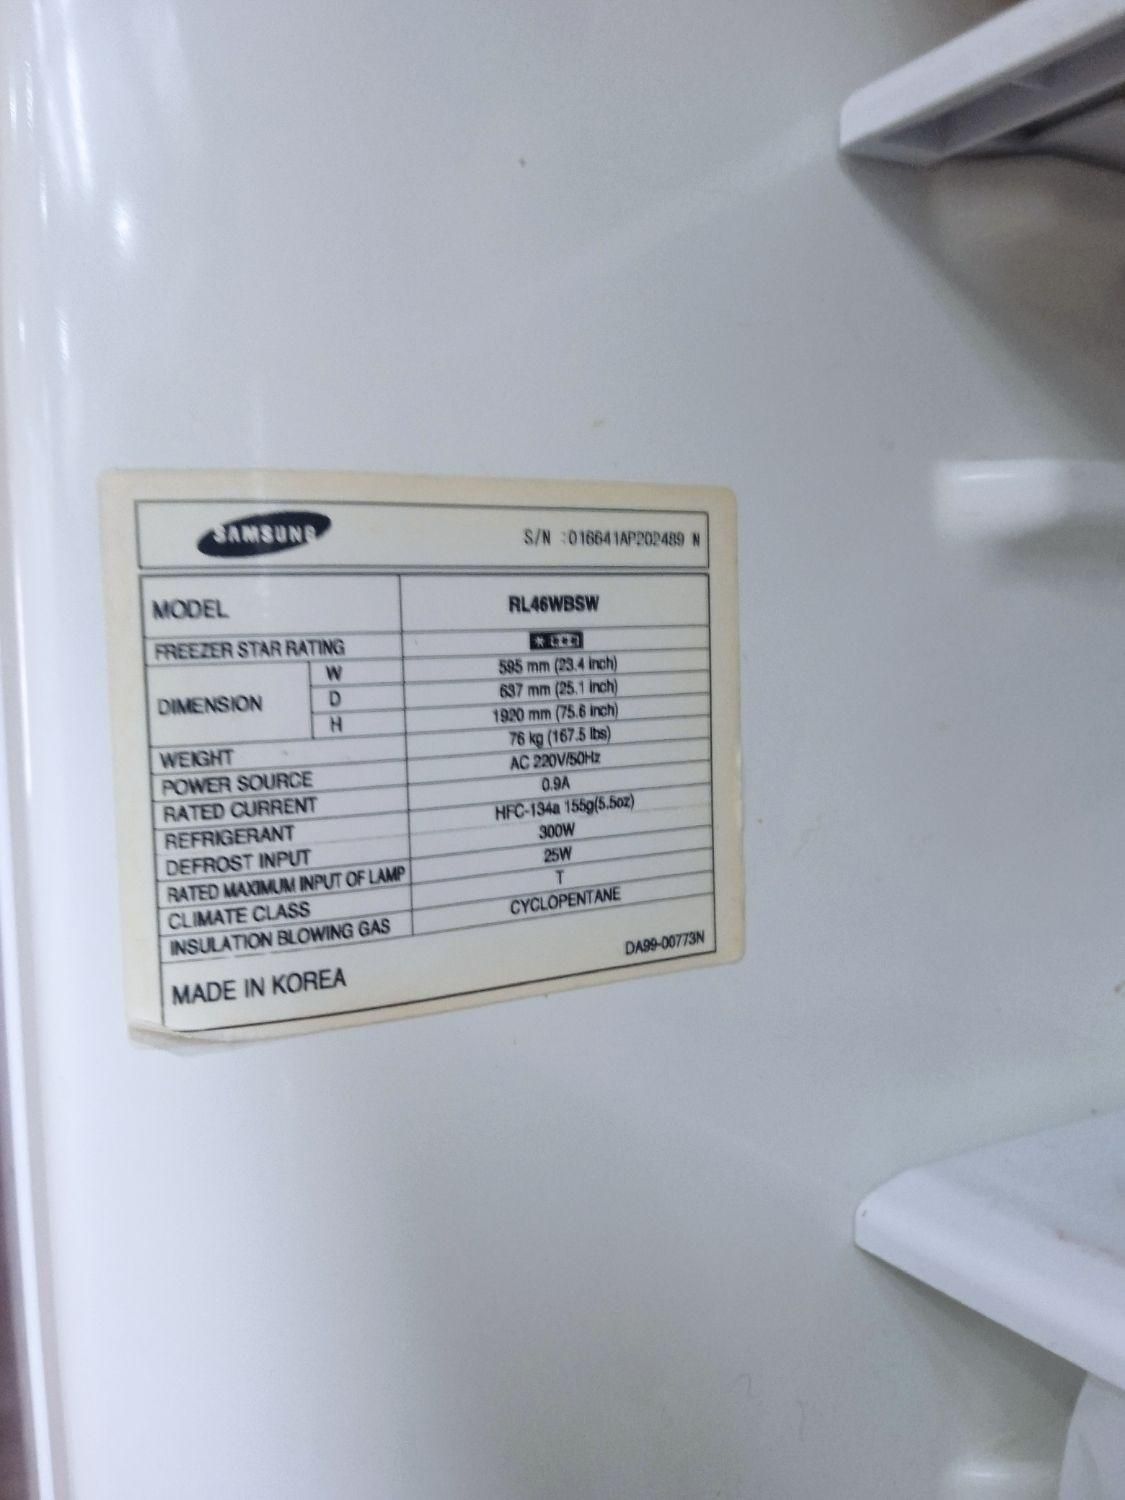 SAMSUNG S/N :016641AP202489 N
MODEL RL46WBSW
FREEZER STAR RATING
DIMENSION W 595 mm (23.4 inch)
D 637 mm (25.1 inch)
H 1920 mm (75.6 inch)
WEIGHT 76 kg (167.5 lbs)
POWER SOURCE AC 220V/50Hz
RATED CURRENT 0.9A
REFRIGERANT HFC-134a 155g(5.5oz)
DEFROST INPUT 300W
RATED MAXIMUM INPUT OF LAMP 25W
CLIMATE CLASS T
INSULATION BLOWING GAS CYCLOPENTANE
DA99-00773N
MADE IN KOREA